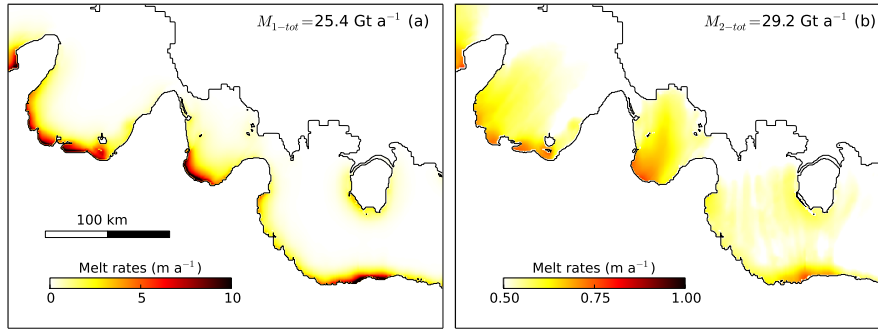 M₁₋ₜₒₜ=25.4 Gt a⁻¹ (a)
100 km
Melt rates (m a⁻¹)
0 5 10
M₂₋ₜₒₜ=29.2 Gt a⁻¹ (b)
Melt rates (m a⁻¹)
0.50 0.75 1.00